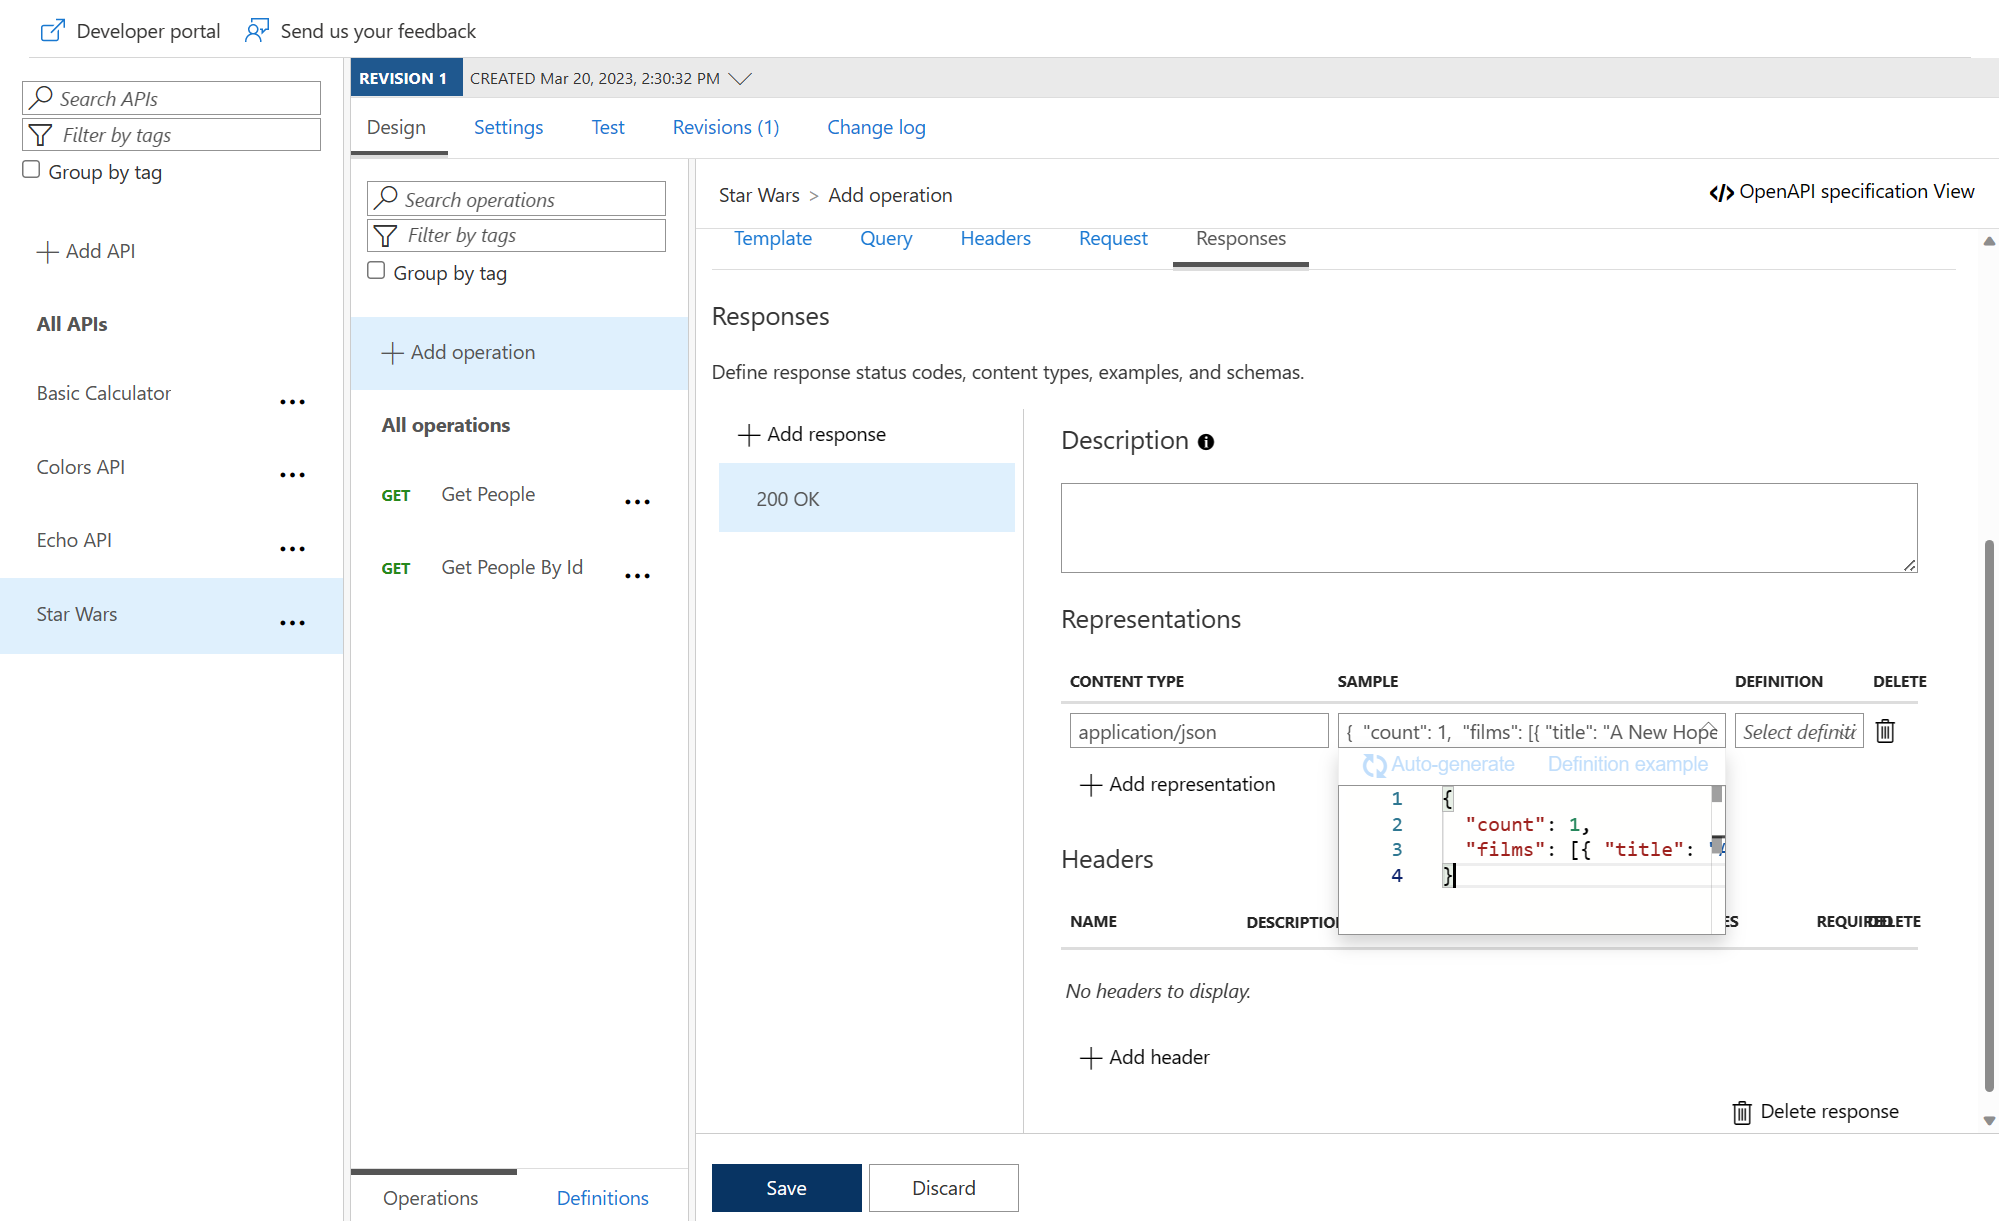 Developer portal
Send us your feedback
Search APIs
Filter by tags
Group by tag
Add API
All APIs
Basic Calculator
Colors API
Echo API
Star Wars
REVISION 1
CREATED Mar 20, 2023, 2:30:32 PM
Design
Settings
Test
Revisions (1)
Change log
Search operations
Filter by tags
Group by tag
Add operation
All operations
GET Get People
GET Get People By Id
Operations
Definitions
Star Wars > Add operation
</> OpenAPI specification View
Template
Query
Headers
Request
Responses
Responses
Define response status codes, content types, examples, and schemas.
Add response
200 OK
Description
Representations
CONTENT TYPE
SAMPLE
DEFINITION
DELETE
application/json
{ "count": 1, "films": [{ "title": "A New Hope
Select definiti
Add representation
Auto-generate
Definition example
1 {
2 "count": 1,
3 "films": [{ "title": "A
4 }
Headers
NAME
DESCRIPTION
ES
REQUIRED
DELETE
No headers to display.
Add header
Delete response
Save
Discard